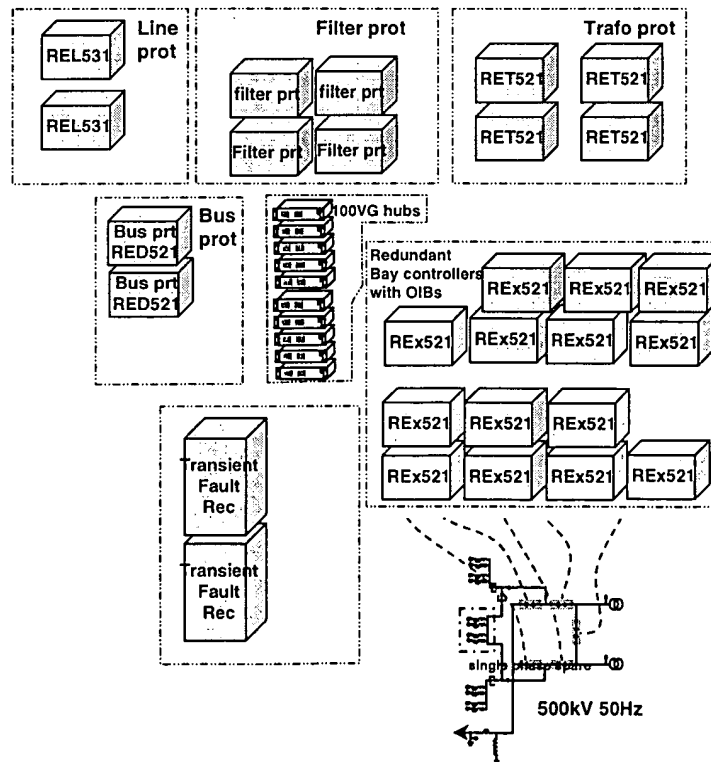 Line prot
REL531
REL531
Filter prot
filter prt
filter prt
Filter prt
Filter prt
Trafo prot
RET521
RET521
RET521
RET521
Bus prot
Bus prt
RED521
Bus prt
RED521
100VG hubs
Redundant
Bay controllers
with OIBs
REx521
REx521
REx521
REx521
REx521
REx521
REx521
REx521
REx521
REx521
REx521
REx521
REx521
REx521
Transient
Fault
Rec
Transient
Fault
Rec
single phase spare
500kV 50Hz